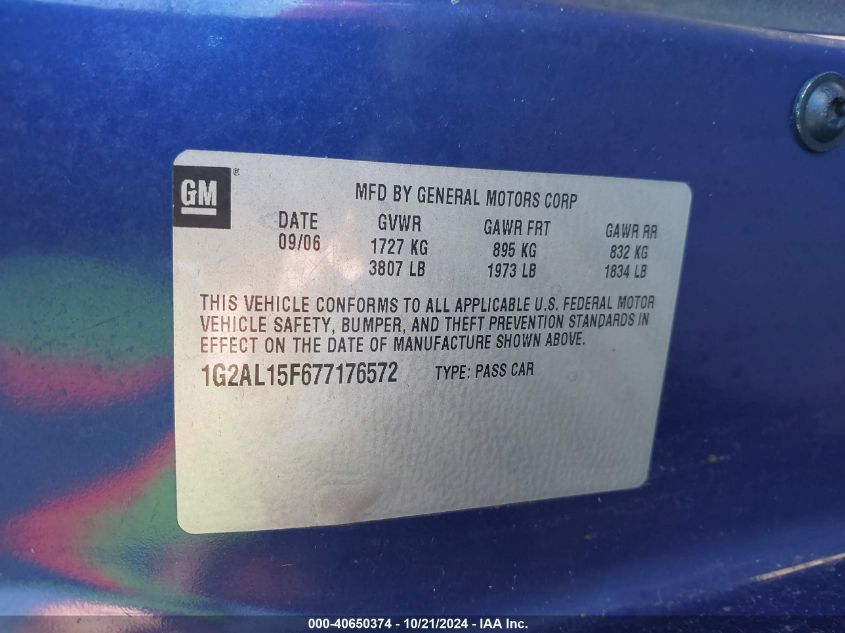 GM ®
MFD BY GENERAL MOTORS CORP
DATE GVWR GAWR FRT GAWR RR
09/06 1727 KG 895 KG 832 KG
3807 LB 1973 LB 1834 LB
THIS VEHICLE CONFORMS TO ALL APPLICABLE U.S. FEDERAL MOTOR
VEHICLE SAFETY, BUMPER, AND THEFT PREVENTION STANDARDS IN
EFFECT ON THE DATE OF MANUFACTURE SHOWN ABOVE.
1G2AL15F677176572 TYPE: PASS CAR
000-40650374 - 10/21/2024 - IAA Inc.